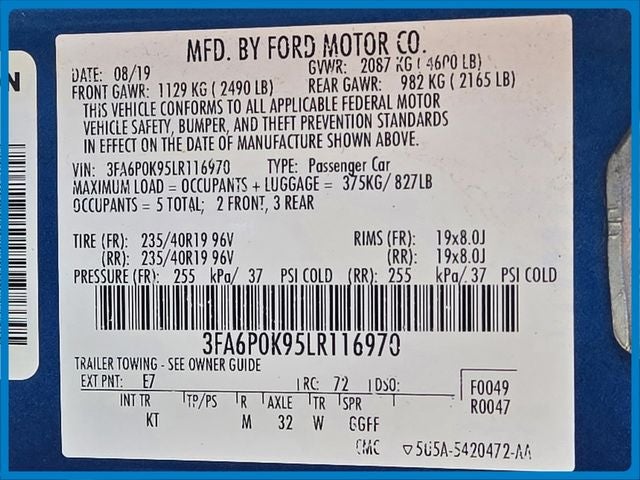 MFD. BY FORD MOTOR CO.
DATE: 08/19 GVWR: 2087 KG (4600 LB)
FRONT GAWR: 1129 KG (2490 LB) REAR GAWR: 982 KG (2165 LB)
THIS VEHICLE CONFORMS TO ALL APPLICABLE FEDERAL MOTOR
VEHICLE SAFETY, BUMPER, AND THEFT PREVENTION STANDARDS
IN EFFECT ON THE DATE OF MANUFACTURE SHOWN ABOVE.
VIN: 3FA6P0K95LR116970 TYPE: Passenger Car
MAXIMUM LOAD = OCCUPANTS + LUGGAGE = 375KG/ 827LB
OCCUPANTS = 5 TOTAL; 2 FRONT, 3 REAR
TIRE (FR): 235/40R19 96V RIMS (FR): 19x8.0J
(RR): 235/40R19 96V (RR): 19x8.0J
PRESSURE (FR): 255 kPa/ 37 PSI COLD (RR): 255 kPa/ 37 PSI COLD
3FA6P0K95LR116970
TRAILER TOWING - SEE OWNER GUIDE
EXT PNT: E7 RC: 72 DSO: F0049
INT TR TP/PS R AXLE TR SPR R0047
KT M 32 W GGFF
CMC ▽5U5A-5420472-AA
N